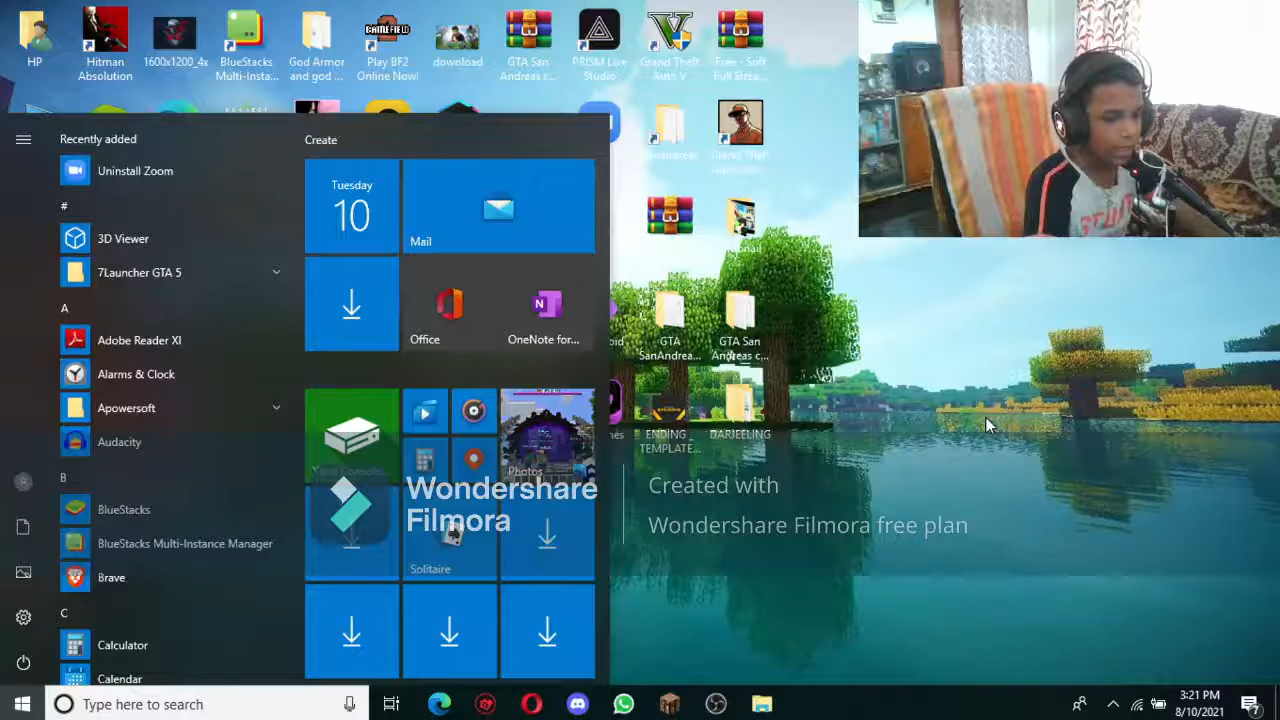 HP
Hitman
Absolution
1600x1200_4x
BlueStacks
Multi-Insta...
God Armor
and god ...
BATTLEFIELD
Play BF2
Online Now!
download
GTA San
Andreas c...
PRISM Live
Studio
Grand Theft
Auto V
Free - Soft
Full Strea...
Recently added
Uninstall Zoom
#
3D Viewer
7Launcher GTA 5
A
Adobe Reader XI
Alarms & Clock
Apowersoft
Audacity
B
BlueStacks
BlueStacks Multi-Instance Manager
Brave
C
Calculator
Calendar
Create
Tuesday
10
Mail
Office
OneNote for...
Photos
Solitaire
GTA
SanAndrea...
GTA San
Andreas c...
ENDING_
TEMPLATE...
DARJEELING
Wondershare
Filmora
Created with
Wondershare Filmora free plan
Type here to search
3:21 PM
8/10/2021
7